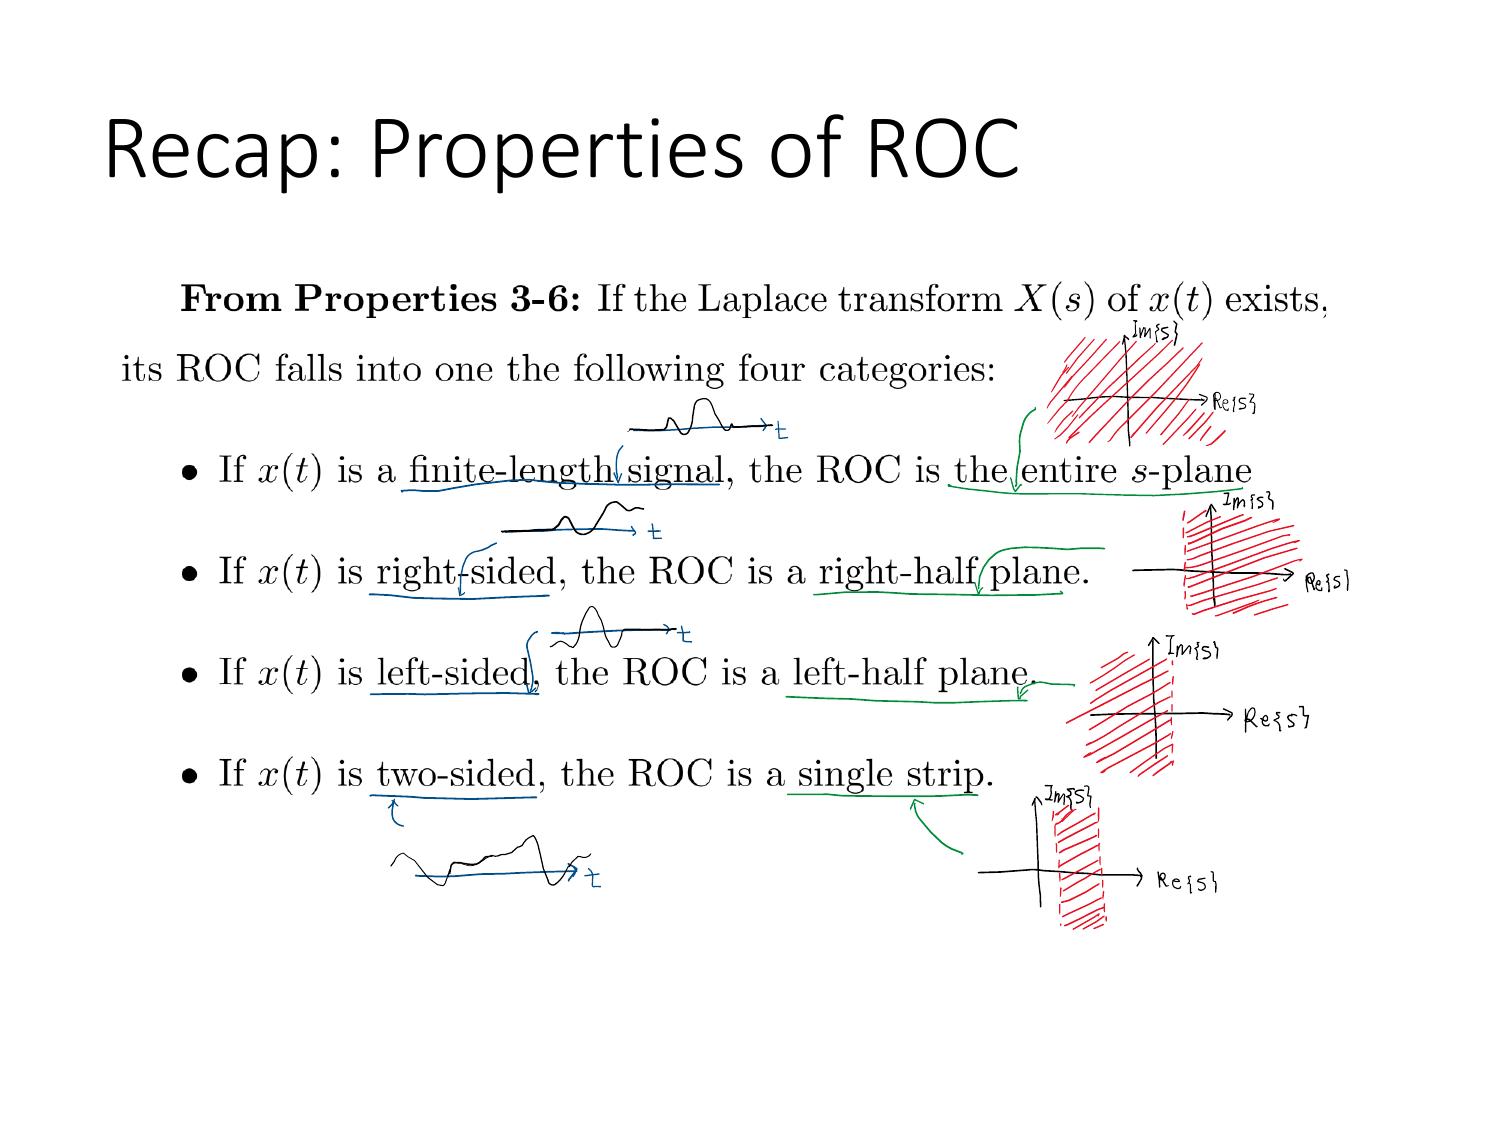 Recap: Properties of ROC
From Properties 3-6: If the Laplace transform X(s) of x(t) exists,
Im{s}
its ROC falls into one the following four categories:
Re{s}
t
• If x(t) is a finite-length signal, the ROC is the entire s-plane
Im{s}
t
• If x(t) is right-sided, the ROC is a right-half plane.
Re{s}
t
Im{s}
• If x(t) is left-sided, the ROC is a left-half plane.
Re{s}
• If x(t) is two-sided, the ROC is a single strip.
Im{s}
t
Re{s}